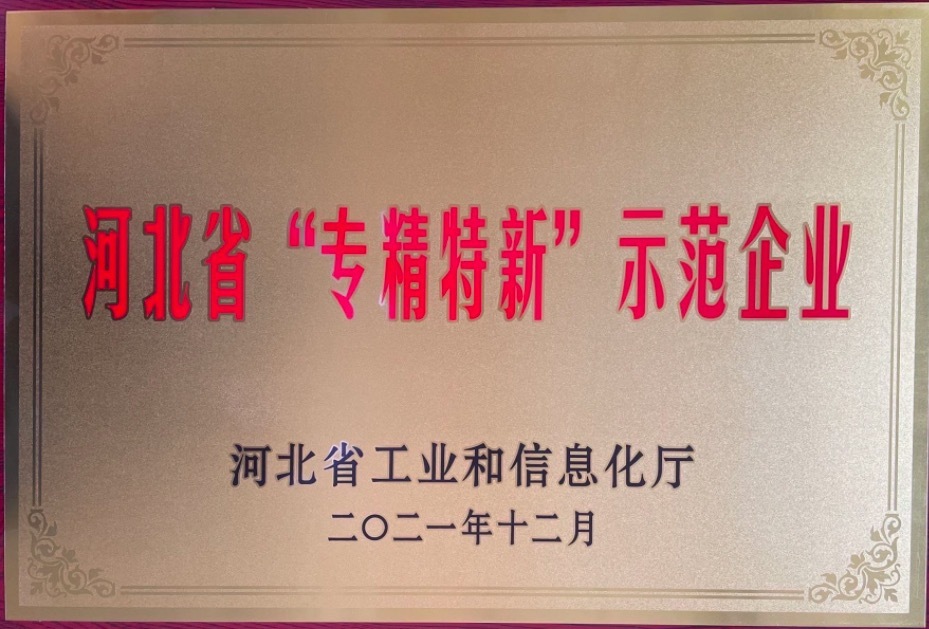 河北省“专精特新”示范企业
河北省工业和信息化厅
二〇二一年十二月